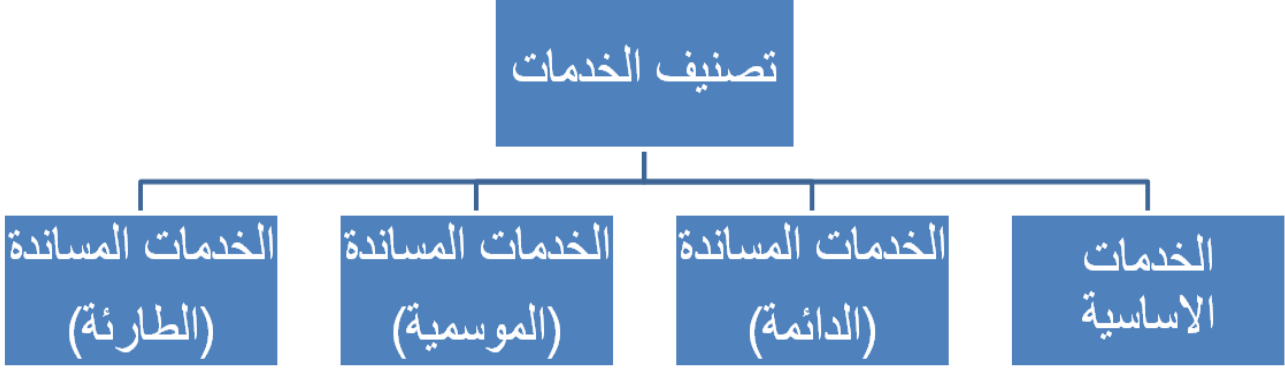 تصنيف الخدمات
الخدمات
الاساسية
الخدمات المساندة
(الدائمة)
الخدمات المساندة
(الموسمية)
الخدمات المساندة
(الطارئة)